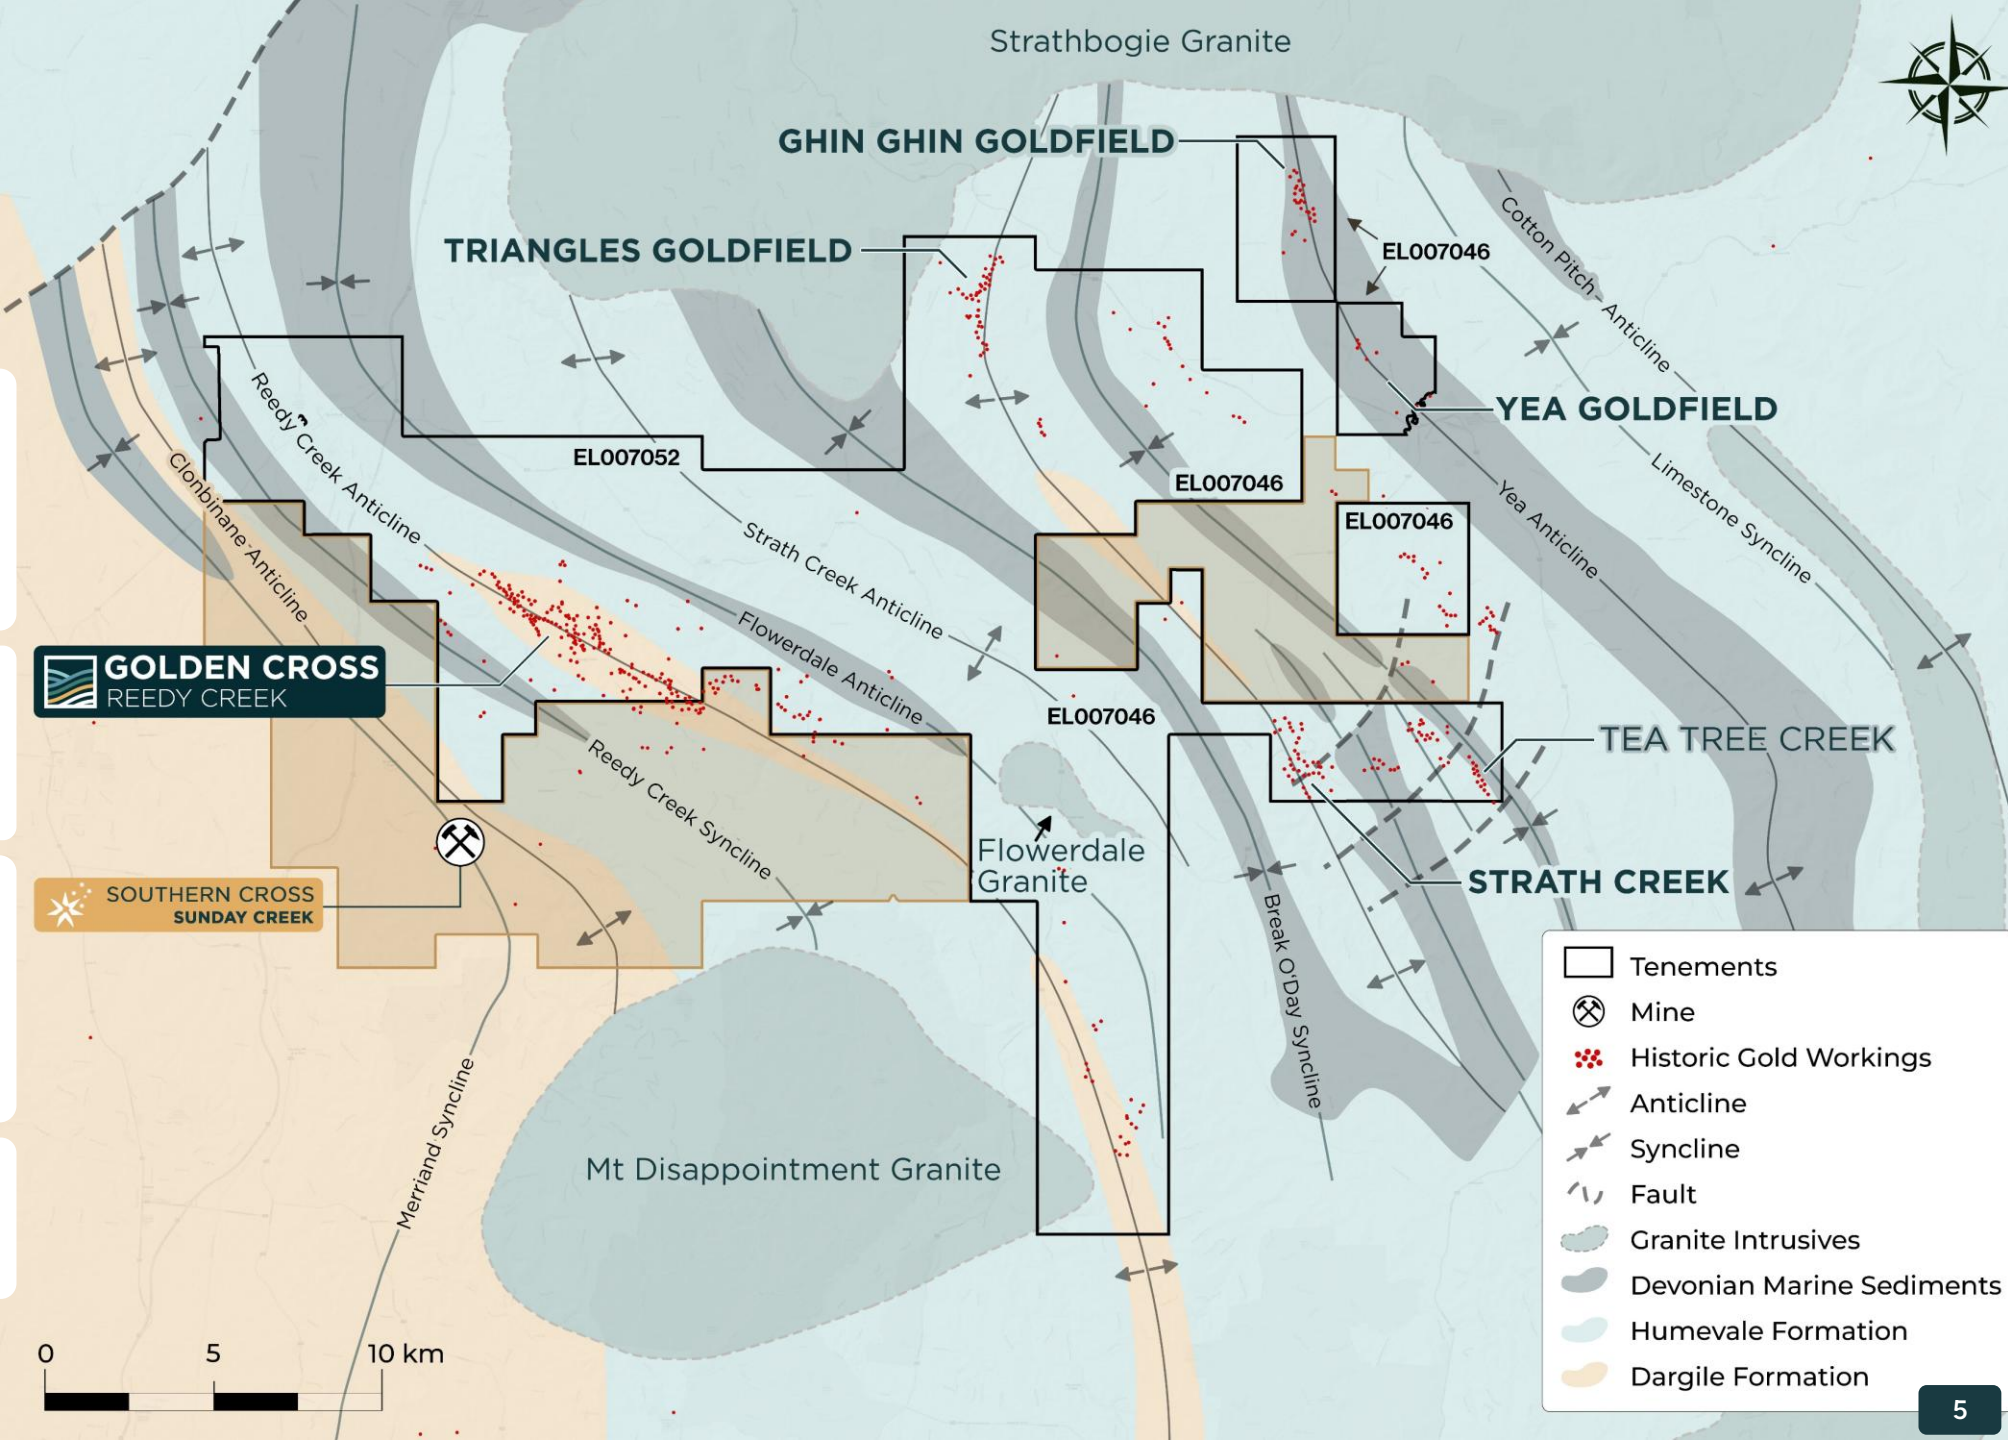 Strathbogie Granite
GHIN GHIN GOLDFIELD
TRIANGLES GOLDFIELD
EL007046
Cotton Pitch Anticline
YEA GOLDFIELD
Reedy Creek Anticline
EL007052
Clonbinane Anticline
EL007046
EL007046
Limestone Syncline
Yea Anticline
Strath Creek Anticline
Flowerdale Anticline
GOLDEN CROSS
REEDY CREEK
EL007046
TEA TREE CREEK
Reedy Creek Syncline
Flowerdale
Granite
STRATH CREEK
SOUTHERN CROSS
SUNDAY CREEK
Break O'Day Syncline
Merriand Syncline
Mt Disappointment Granite
Tenements
Mine
Historic Gold Workings
Anticline
Syncline
Fault
Granite Intrusives
Devonian Marine Sediments
Humevale Formation
Dargile Formation
0 5 10 km
5